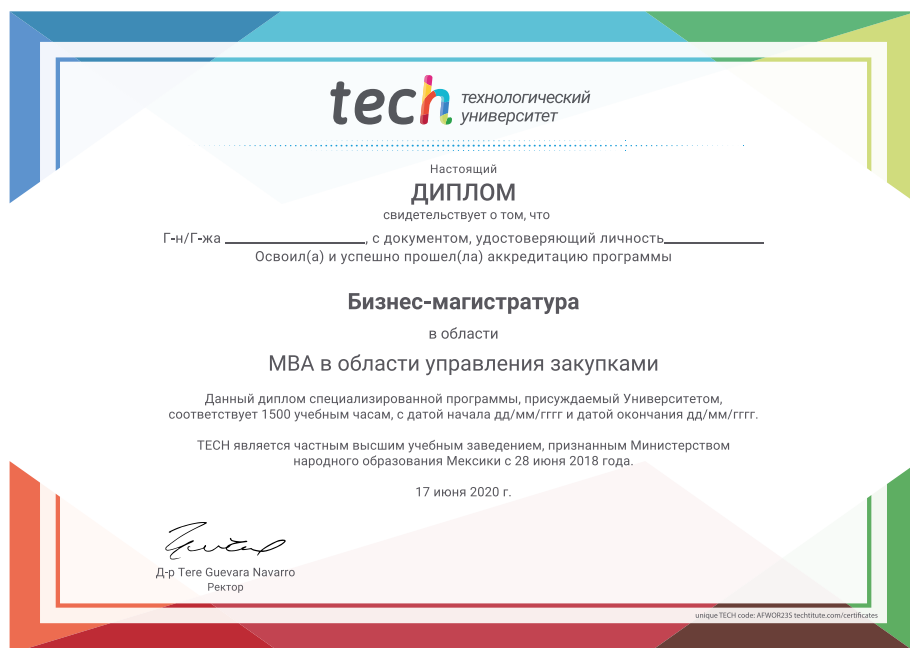 tech технологический
университет
Настоящий
ДИПЛОМ
свидетельствует о том, что
Г-н/Г-жа ____________________, с документом, удостоверяющий личность______________
Освоил(а) и успешно прошел(ла) аккредитацию программы
Бизнес-магистратура
в области
MBA в области управления закупками
Данный диплом специализированной программы, присуждаемый Университетом,
соответствует 1500 учебным часам, с датой начала дд/мм/гггг и датой окончания дд/мм/гггг.
TECH является частным высшим учебным заведением, признанным Министерством
народного образования Мексики с 28 июня 2018 года.
17 июня 2020 г.
Д-р Tere Guevara Navarro
Ректор
unique TECH code: AFWOR23S techtitute.com/certificates